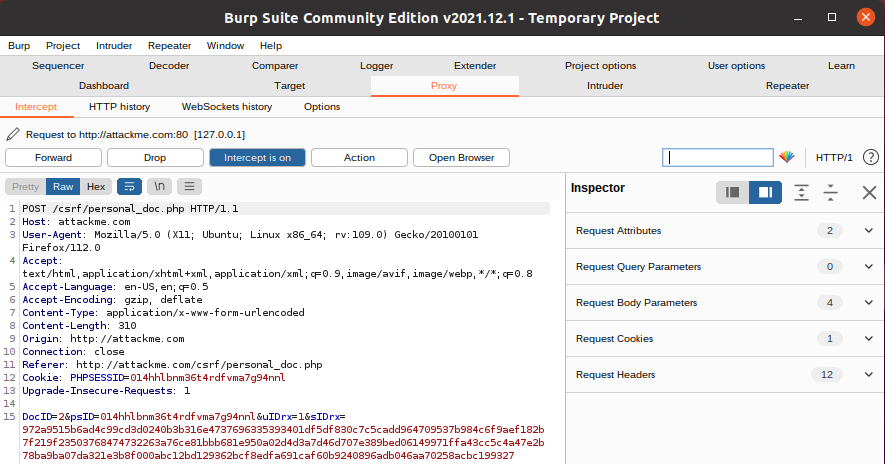 Burp Suite Community Edition v2021.12.1 - Temporary Project
Burp Project Intruder Repeater Window Help
Sequencer Decoder Comparer Logger Extender Project options User options Learn
Dashboard Target Proxy Intruder Repeater
Intercept HTTP history WebSockets history Options
Request to http://attackme.com:80 [127.0.0.1]
Forward Drop Intercept is on Action Open Browser HTTP/1 ?
Pretty Raw Hex \n
Inspector
1 POST /csrf/personal_doc.php HTTP/1.1
2 Host: attackme.com
3 User-Agent: Mozilla/5.0 (X11; Ubuntu; Linux x86_64; rv:109.0) Gecko/20100101
Firefox/112.0
4 Accept:
text/html,application/xhtml+xml,application/xml;q=0.9,image/avif,image/webp,*/*;q=0.8
5 Accept-Language: en-US,en;q=0.5
6 Accept-Encoding: gzip, deflate
7 Content-Type: application/x-www-form-urlencoded
8 Content-Length: 310
9 Origin: http://attackme.com
10 Connection: close
11 Referer: http://attackme.com/csrf/personal_doc.php
12 Cookie: PHPSESSID=014hhlbnm36t4rdfvma7g94nnl
13 Upgrade-Insecure-Requests: 1
14
15 DocID=2&psID=014hhlbnm36t4rdfvma7g94nnl&uIDrx=1&sIDrx=
972a9515b6ad4c99cd3d0240b3b316e4737696335393401df5df830c7c5cadd964709537b984c6f9aef182b
7f219f23503768474732263a76ce81bbb681e950a02d4d3a7d46d707e389bed06149971ffa43cc5c4a47e2b
78ba9ba07da321e3b8f000abc12bd129362bcf8edfa691caf60b9240896adb046aa70258acbc199327
Request Attributes 2
Request Query Parameters 0
Request Body Parameters 4
Request Cookies 1
Request Headers 12